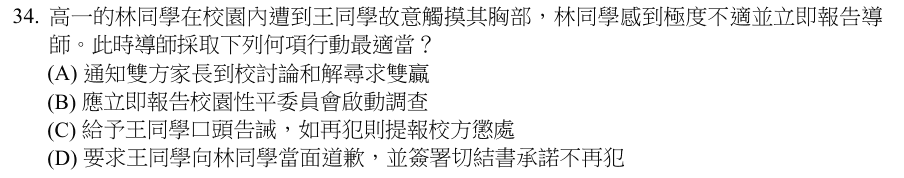 34. 高一的林同學在校園內遭到王同學故意觸摸其胸部，林同學感到極度不適並立即報告導
師。此時導師採取下列何項行動最適當？
(A) 通知雙方家長到校討論和解尋求雙贏
(B) 應立即報告校園性平委員會啟動調查
(C) 給予王同學口頭告誡，如再犯則提報校方懲處
(D) 要求王同學向林同學當面道歉，並簽署切結書承諾不再犯